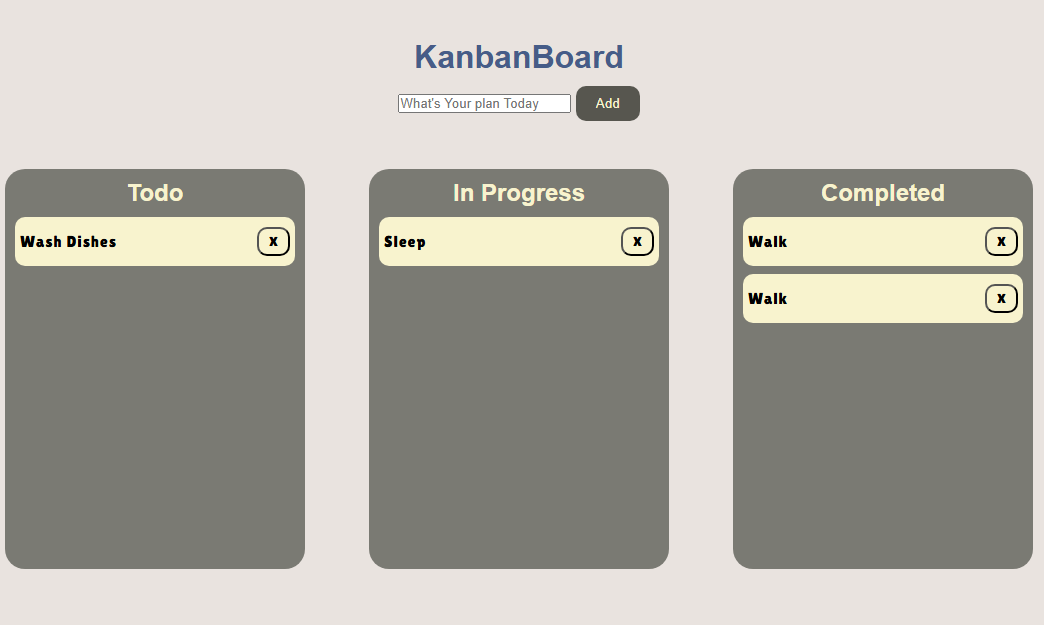 KanbanBoard
What's Your plan Today
Add
Todo
Wash Dishes
x
In Progress
Sleep
x
Completed
Walk
x
Walk
x